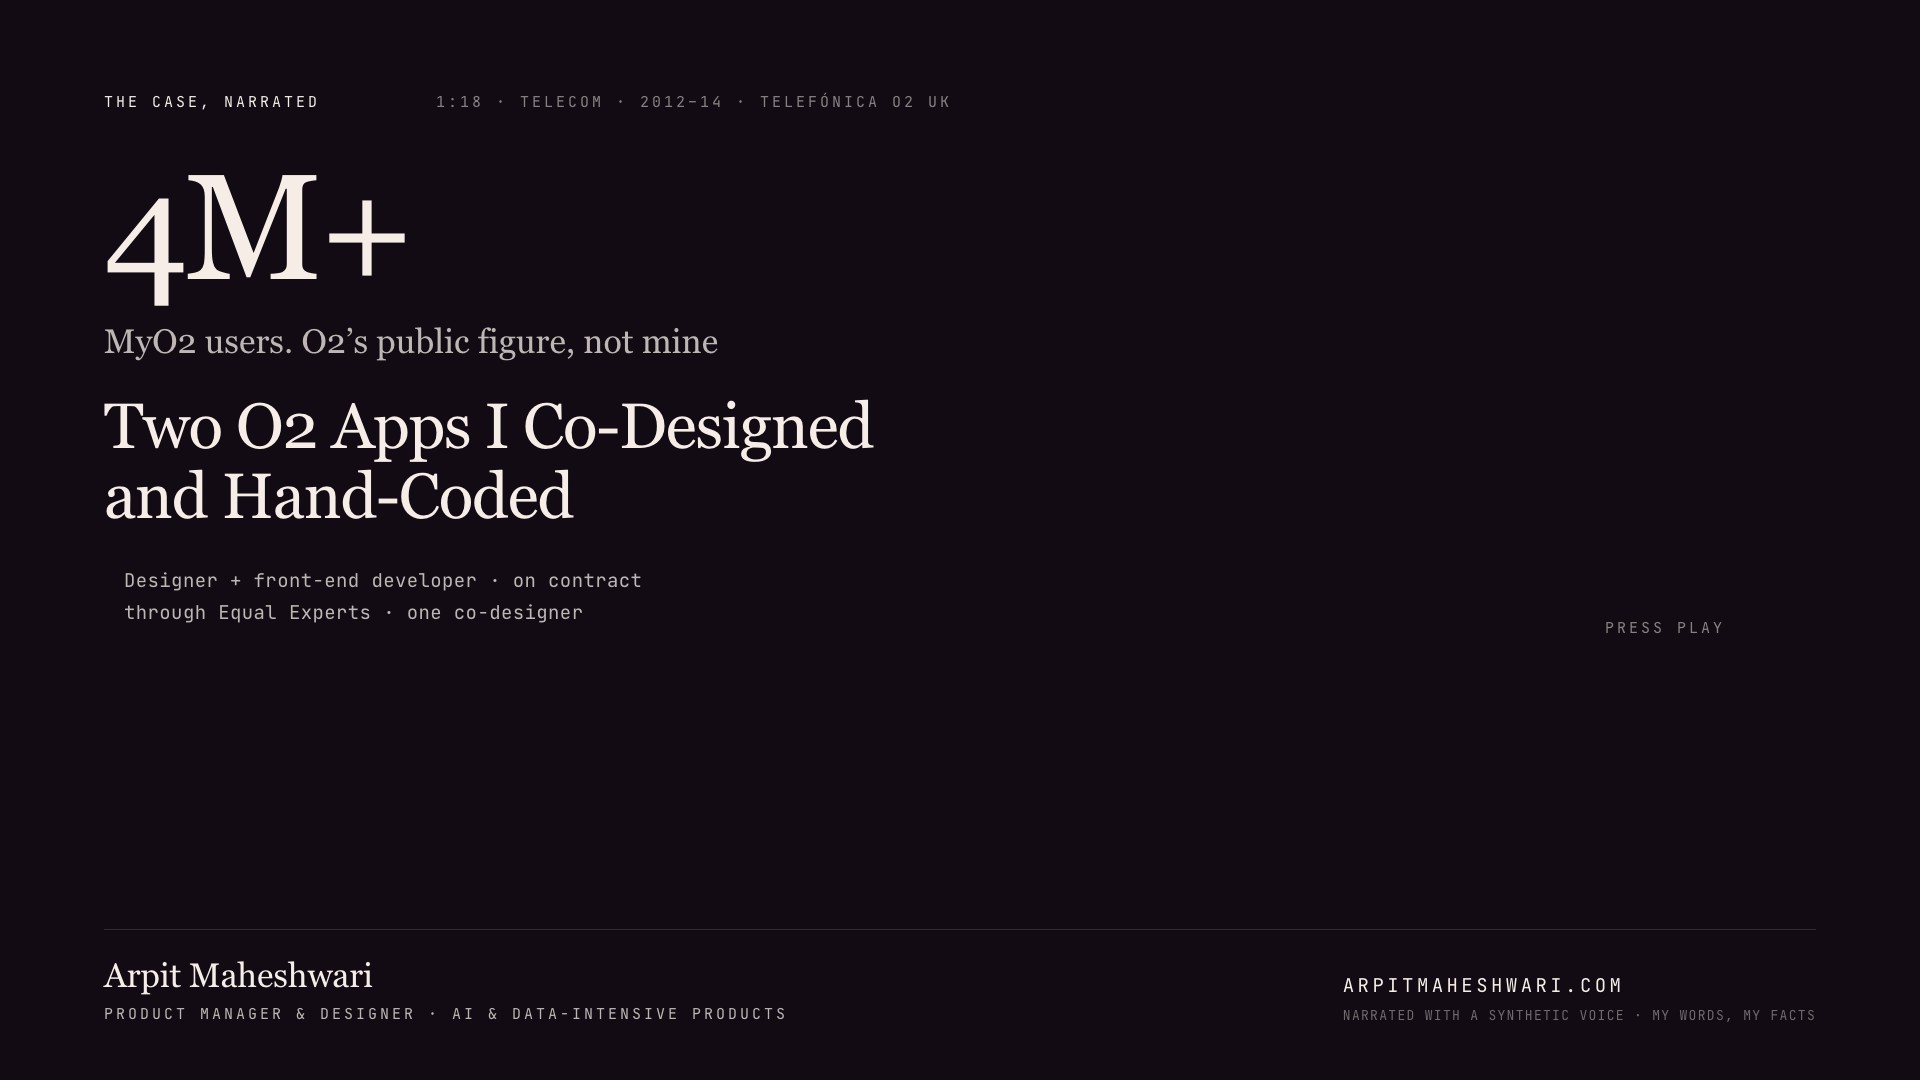 THE CASE, NARRATED
1:18 · TELECOM · 2012–14 · TELEFÓNICA O2 UK
4M+
MyO2 users. O2’s public figure, not mine
Two O2 Apps I Co-Designed
and Hand-Coded
Designer + front-end developer · on contract
through Equal Experts · one co-designer
PRESS PLAY
Arpit Maheshwari
PRODUCT MANAGER & DESIGNER · AI & DATA-INTENSIVE PRODUCTS
ARPITMAHESHWARI.COM
NARRATED WITH A SYNTHETIC VOICE · MY WORDS, MY FACTS